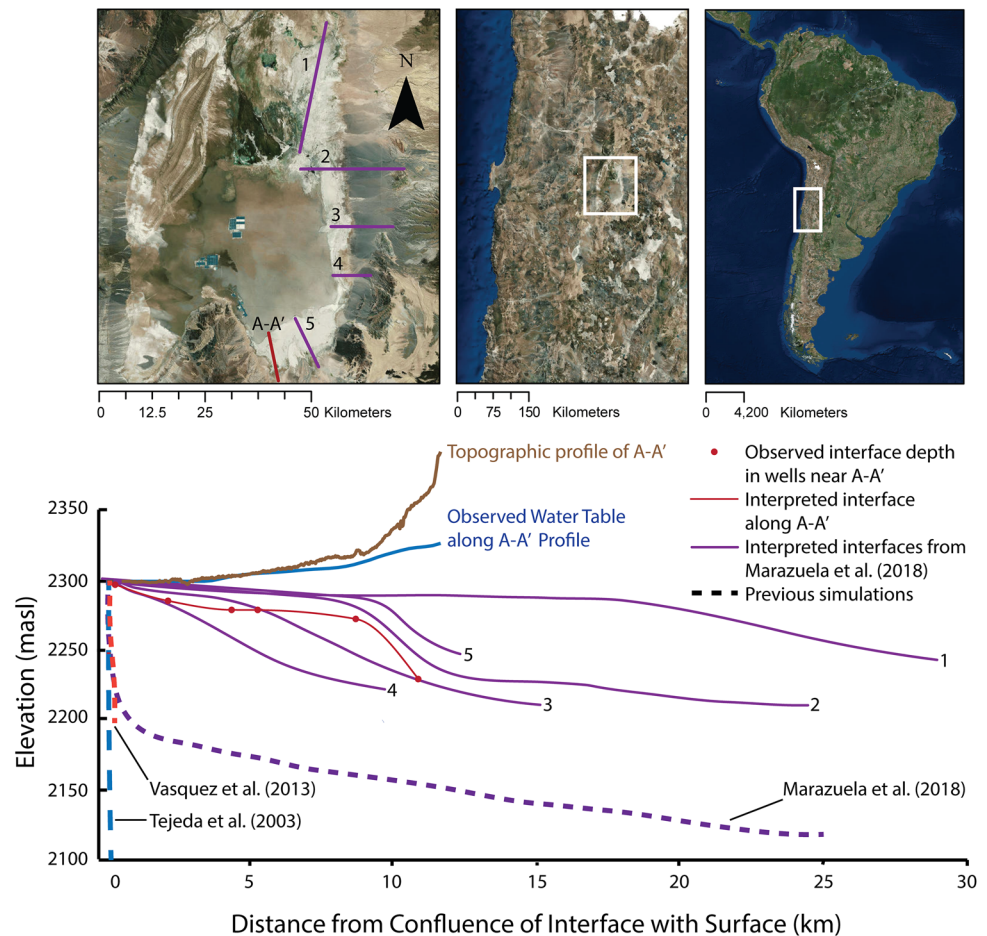 1
N
2
3
4
A-A’
5
0 12.5 25 50 Kilometers
0 75 150 Kilometers
0 4,200 Kilometers
Topographic profile of A-A’
Observed Water Table
along A-A’ Profile
Observed interface depth
in wells near A-A’
Interpreted interface
along A-A’
Interpreted interfaces from
Marazuela et al. (2018)
Previous simulations
Elevation (masl)
2350
2300
2250
2200
2150
2100
5
1
4
3
2
Vasquez et al. (2013)
Tejeda et al. (2003)
Marazuela et al. (2018)
0 5 10 15 20 25 30
Distance from Confluence of Interface with Surface (km)